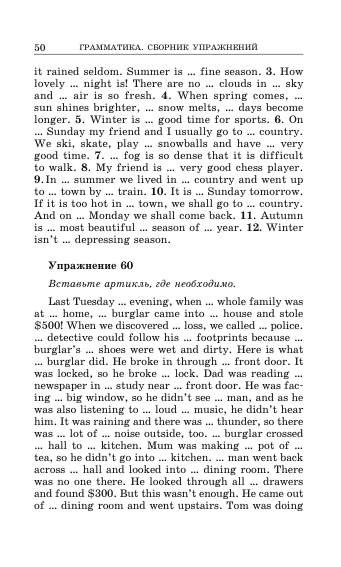 50 ГРАММАТИКА. СБОРНИК УПРАЖНЕНИЙ
it rained seldom. Summer is ... fine season. 3. How
lovely ... night is! There are no ... clouds in ... sky
and ... air is so fresh. 4. When spring comes, ...
sun shines brighter, ... snow melts, ... days become
longer. 5. Winter is ... good time for sports. 6. On
... Sunday my friend and I usually go to ... country.
We ski, skate, play ... snowballs and have ... very
good time. 7. ... fog is so dense that it is difficult
to walk. 8. My friend is ... very good chess player.
9. In ... summer we lived in ... country and went up
to ... town by ... train. 10. It is ... Sunday tomorrow.
If it is too hot in ... town, we shall go to ... country.
And on ... Monday we shall come back. 11. Autumn
is ... most beautiful ... season of ... year. 12. Winter
isn't ... depressing season.
Упражнение 60
Вставьте артикль, где необходимо.
Last Tuesday ... evening, when ... whole family was
at ... home, ... burglar came into ... house and stole
$500! When we discovered ... loss, we called ... police.
... detective could follow his ... footprints because ...
burglar's ... shoes were wet and dirty. Here is what
... burglar did. He broke in through ... front door. It
was locked, so he broke ... lock. Dad was reading ...
newspaper in ... study near ... front door. He was fac-
ing ... big window, so he didn't see ... man, and as he
was also listening to ... loud ... music, he didn't hear
him. It was raining and there was ... thunder, so there
was ... lot of ... noise outside, too. ... burglar crossed
... hall to ... kitchen. Mum was making ... pot of ...
tea, so he didn't go into ... kitchen. ... man went back
across ... hall and looked into ... dining room. There
was no one there. He looked through all ... drawers
and found $300. But this wasn't enough. He came out
of ... dining room and went upstairs. Tom was doing